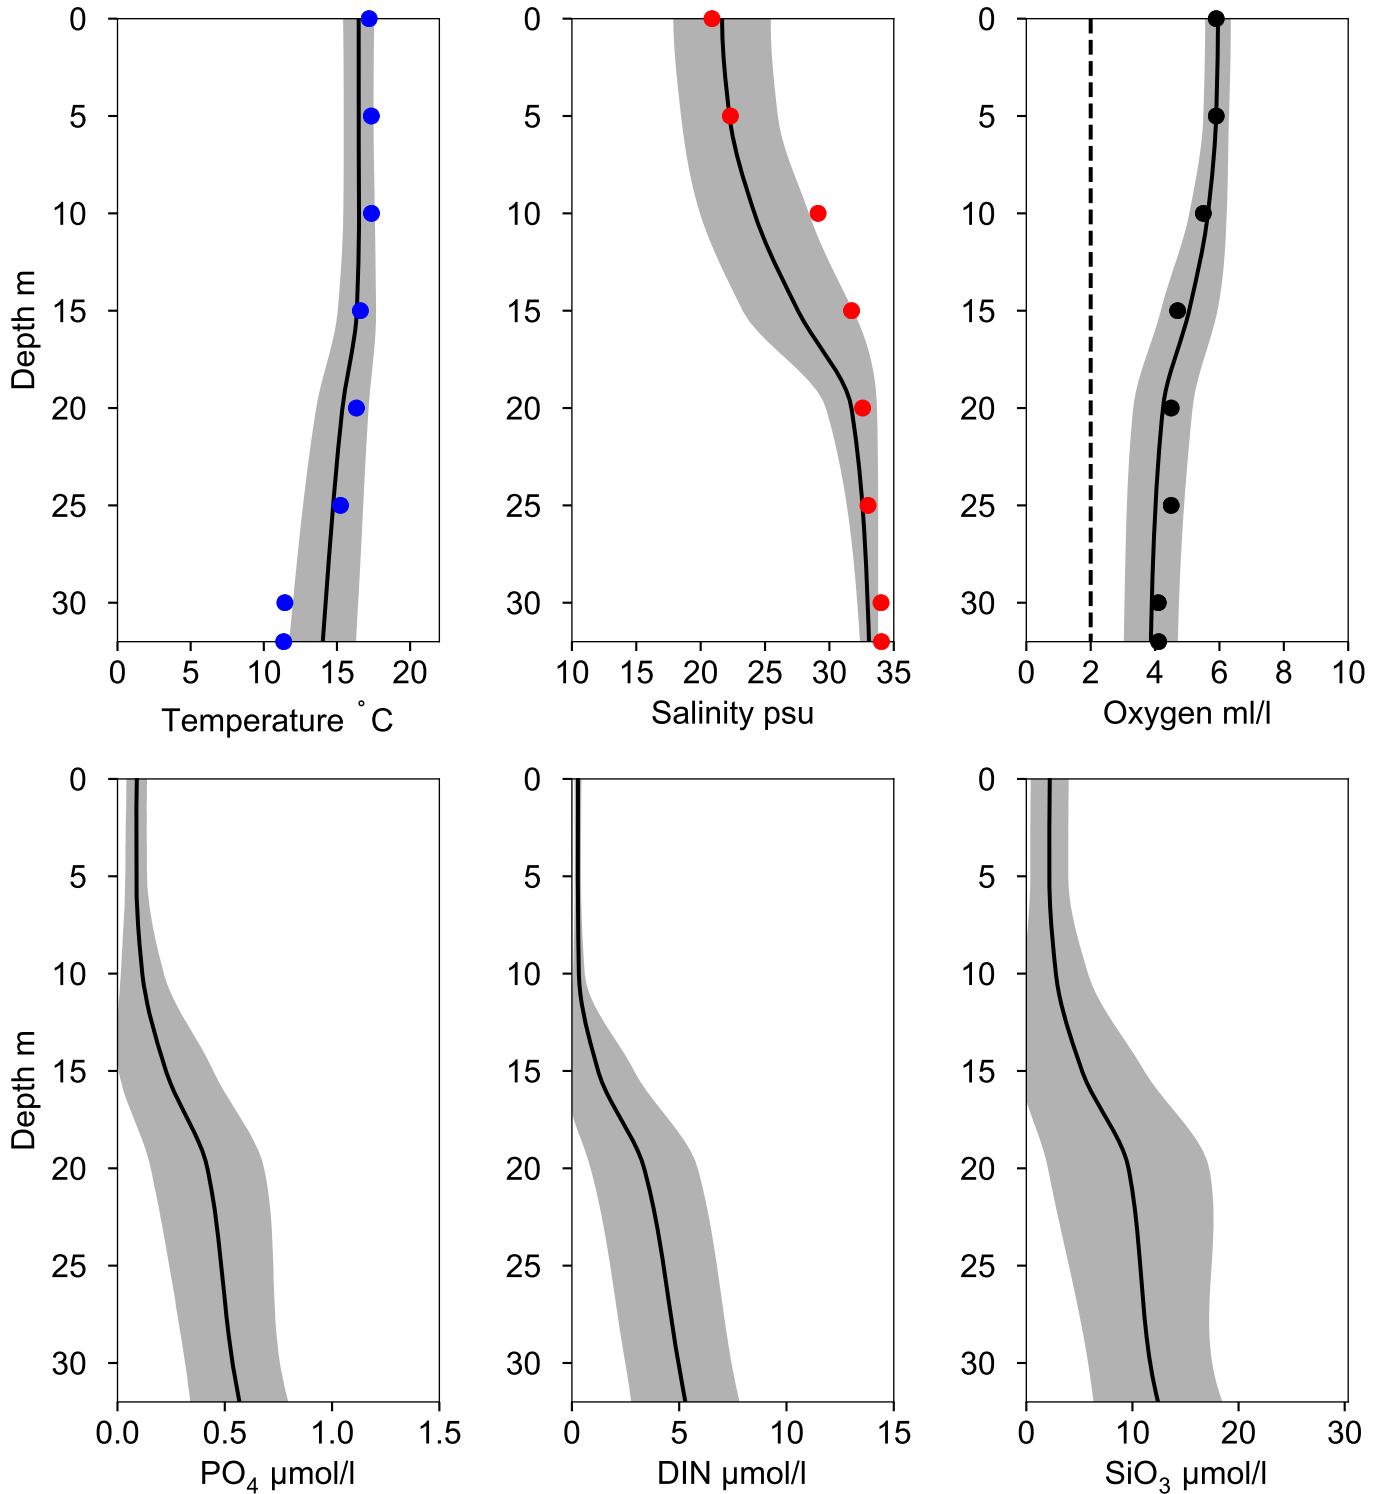 0 0 0
5 5 5
10 10 10
15 15 15
20 20 20
25 25 25
30 30 30
Depth m
0 5 10 15 20 10 15 20 25 30 35 0 2 4 6 8 10
Temperature °C Salinity psu Oxygen ml/l
0 0 0
5 5 5
10 10 10
15 15 15
20 20 20
25 25 25
30 30 30
Depth m
0.0 0.5 1.0 1.5 0 5 10 15 0 10 20 30
PO₄ µmol/l DIN µmol/l SiO₃ µmol/l